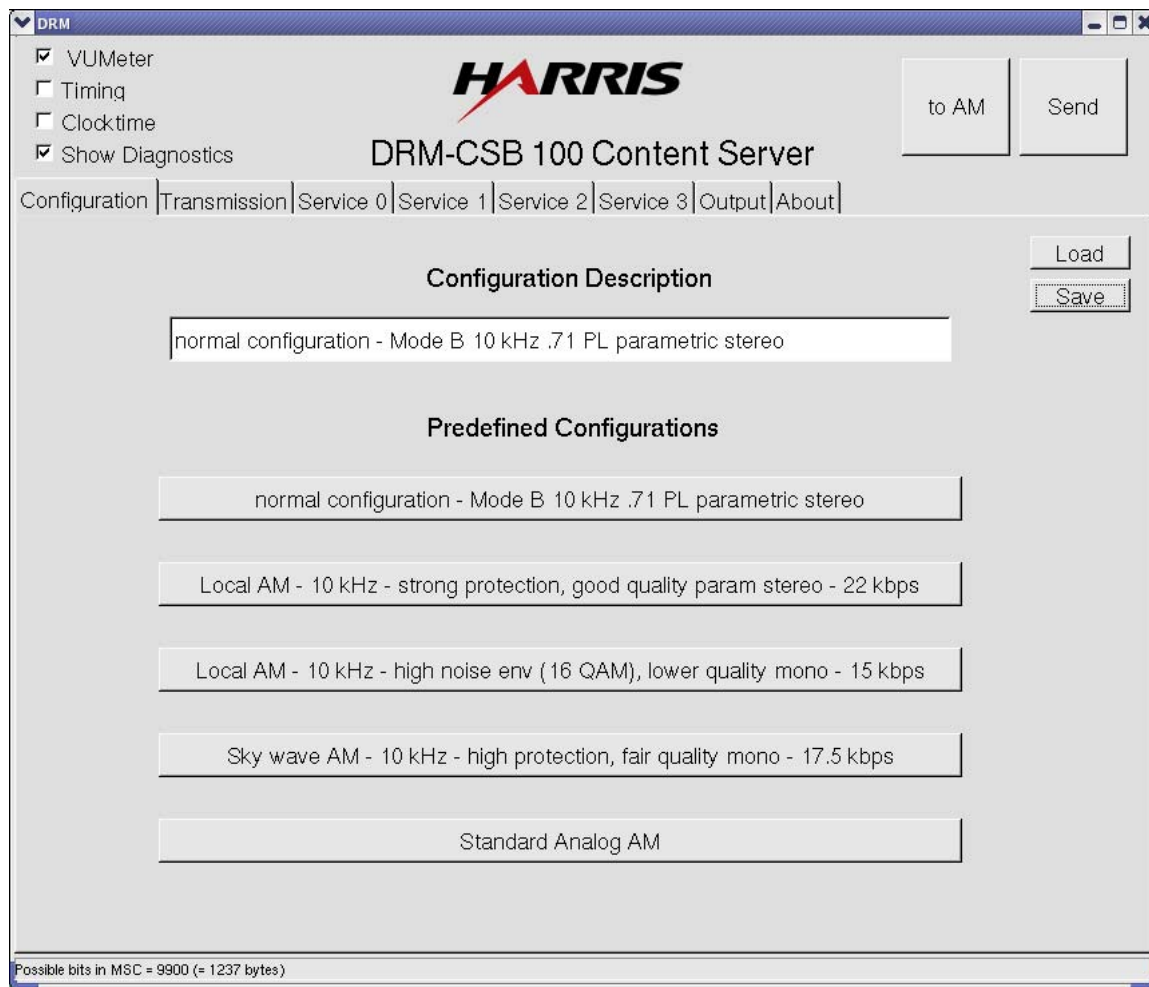 DRM
VUMeter
Timing
Clocktime
Show Diagnostics
HARRIS
DRM-CSB 100 Content Server
to AM
Send
Configuration Transmission Service 0 Service 1 Service 2 Service 3 Output About
Load
Save
Configuration Description
normal configuration - Mode B 10 kHz .71 PL parametric stereo
Predefined Configurations
normal configuration - Mode B 10 kHz .71 PL parametric stereo
Local AM - 10 kHz - strong protection, good quality param stereo - 22 kbps
Local AM - 10 kHz - high noise env (16 QAM), lower quality mono - 15 kbps
Sky wave AM - 10 kHz - high protection, fair quality mono - 17.5 kbps
Standard Analog AM
Possible bits in MSC = 9900 (= 1237 bytes)